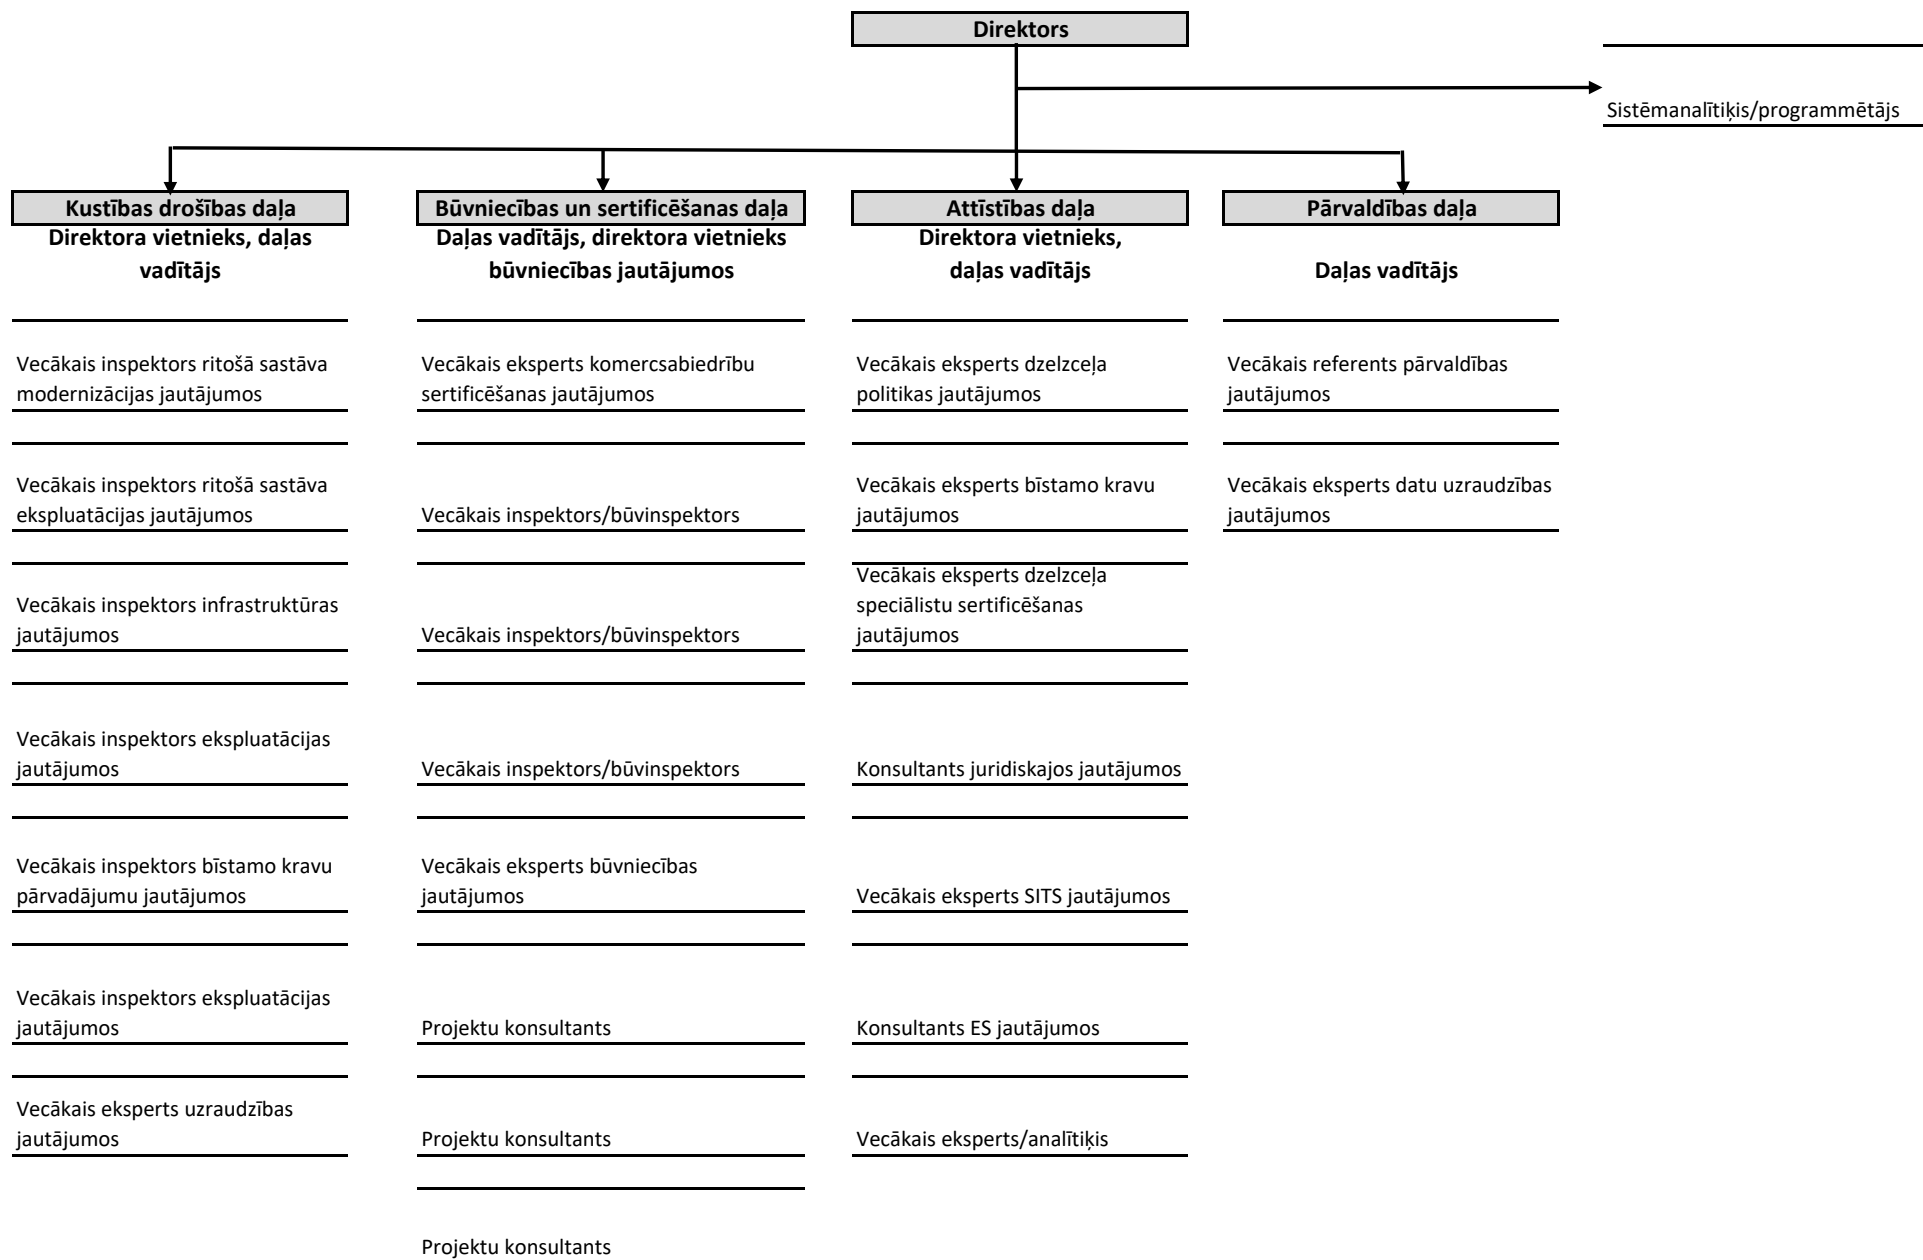 Direktors
Sistēmanalītiķis/programmētājs
Kustības drošības daļa
Direktora vietnieks, daļas
vadītājs
Vecākais inspektors ritošā sastāva
modernizācijas jautājumos
Vecākais inspektors ritošā sastāva
ekspluatācijas jautājumos
Vecākais inspektors infrastruktūras
jautājumos
Vecākais inspektors ekspluatācijas
jautājumos
Vecākais inspektors bīstamo kravu
pārvadājumu jautājumos
Vecākais inspektors ekspluatācijas
jautājumos
Vecākais eksperts uzraudzības
jautājumos
Būvniecības un sertificēšanas daļa
Daļas vadītājs, direktora vietnieks
būvniecības jautājumos
Vecākais eksperts komercsabiedrību
sertificēšanas jautājumos
Vecākais inspektors/būvinspektors
Vecākais inspektors/būvinspektors
Vecākais inspektors/būvinspektors
Vecākais eksperts būvniecības
jautājumos
Projektu konsultants
Projektu konsultants
Projektu konsultants
Attīstības daļa
Direktora vietnieks,
daļas vadītājs
Vecākais eksperts dzelzceļa
politikas jautājumos
Vecākais eksperts bīstamo kravu
jautājumos
Vecākais eksperts dzelzceļa
speciālistu sertificēšanas
jautājumos
Konsultants juridiskajos jautājumos
Vecākais eksperts SITS jautājumos
Konsultants ES jautājumos
Vecākais eksperts/analītiķis
Pārvaldības daļa
Daļas vadītājs
Vecākais referents pārvaldības
jautājumos
Vecākais eksperts datu uzraudzības
jautājumos